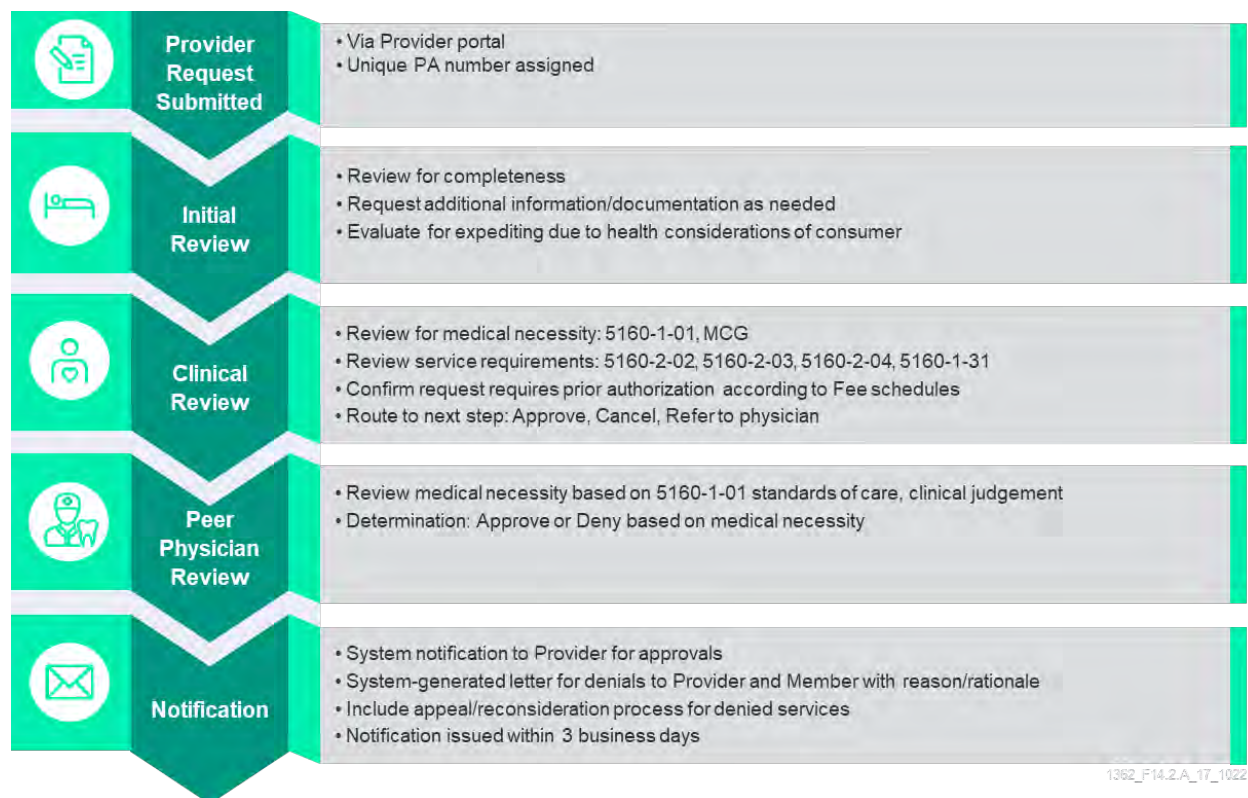 Provider
Request
Submitted
• Via Provider portal
• Unique PA number assigned
Initial
Review
• Review for completeness
• Request additional information/documentation as needed
• Evaluate for expediting due to health considerations of consumer
Clinical
Review
• Review for medical necessity: 5160-1-01, MCG
• Review service requirements: 5160-2-02, 5160-2-03, 5160-2-04, 5160-1-31
• Confirm request requires prior authorization according to Fee schedules
• Route to next step: Approve, Cancel, Refer to physician
Peer
Physician
Review
• Review medical necessity based on 5160-1-01 standards of care, clinical judgement
• Determination: Approve or Deny based on medical necessity
Notification
• System notification to Provider for approvals
• System-generated letter for denials to Provider and Member with reason/rationale
• Include appeal/reconsideration process for denied services
• Notification issued within 3 business days
1362_F14.2.A_17_1022